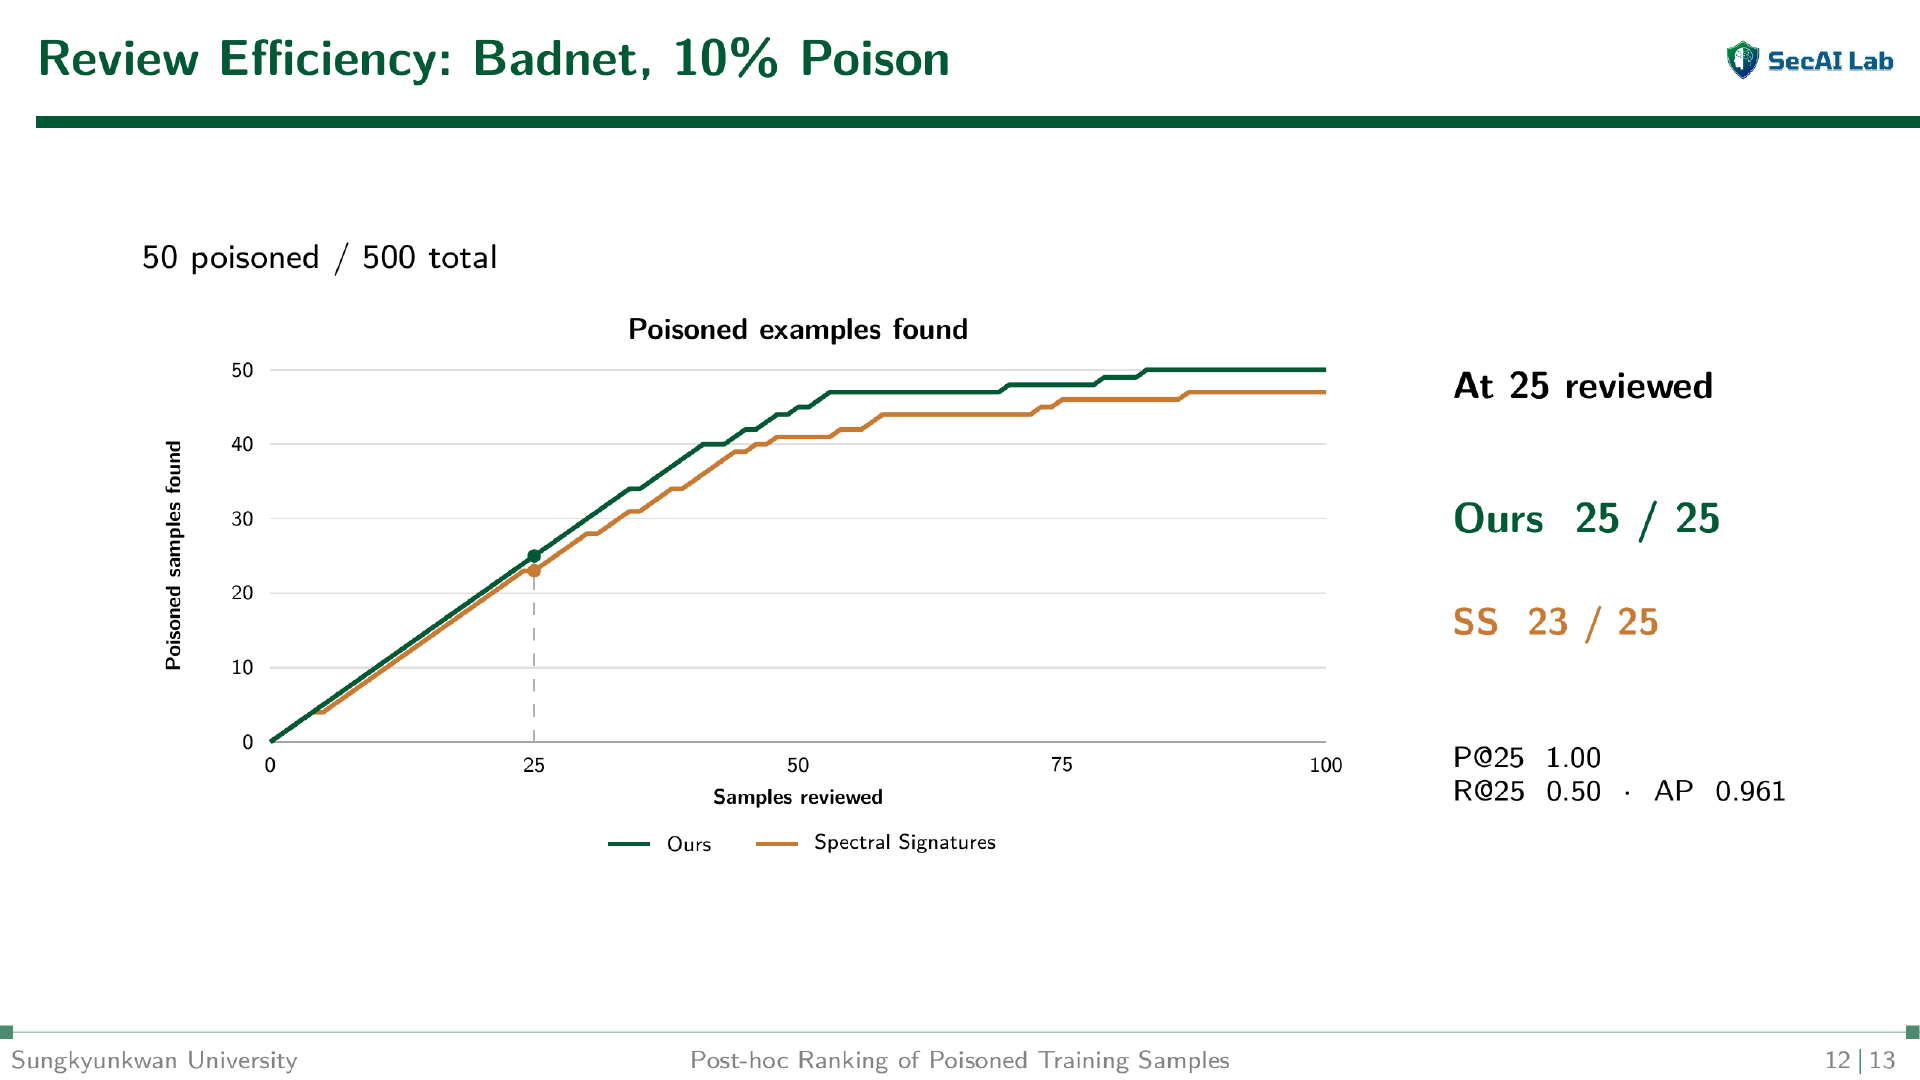 Review Efficiency: Badnet, 10% Poison
SecAI Lab
50 poisoned / 500 total
Poisoned examples found
50
40
30
20
10
0
Poisoned samples found
0 25 50 75 100
Samples reviewed
Ours Spectral Signatures
At 25 reviewed
Ours 25 / 25
SS 23 / 25
P@25 1.00
R@25 0.50 · AP 0.961
Sungkyunkwan University Post-hoc Ranking of Poisoned Training Samples 12 | 13